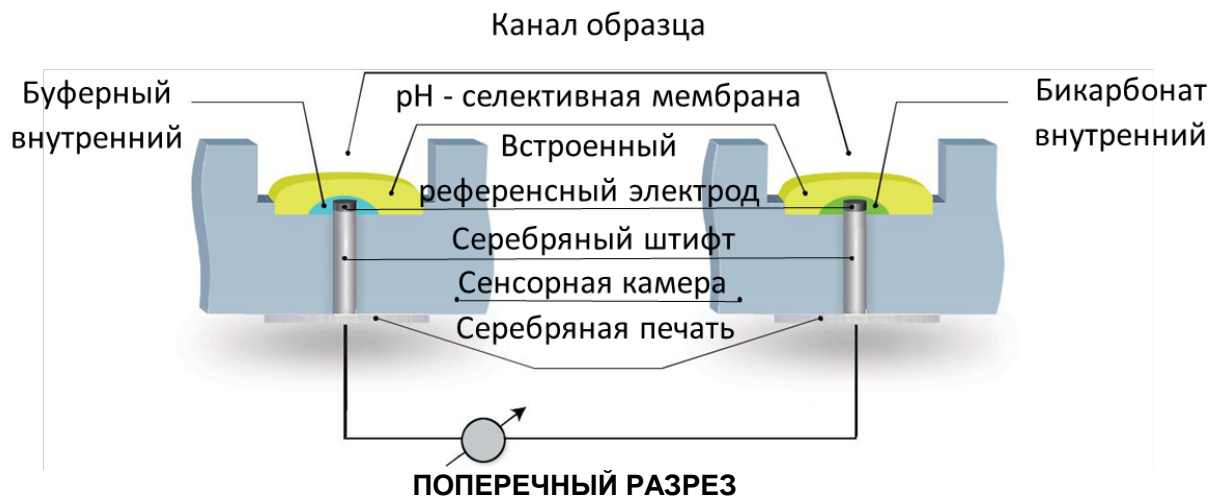 Канал образца
Буферный
внутренний
pH - селективная мембрана
Бикарбонат
внутренний
Встроенный
референсный электрод
Серебряный штифт
Сенсорная камера
Серебряная печать
ПОПЕРЕЧНЫЙ РАЗРЕЗ